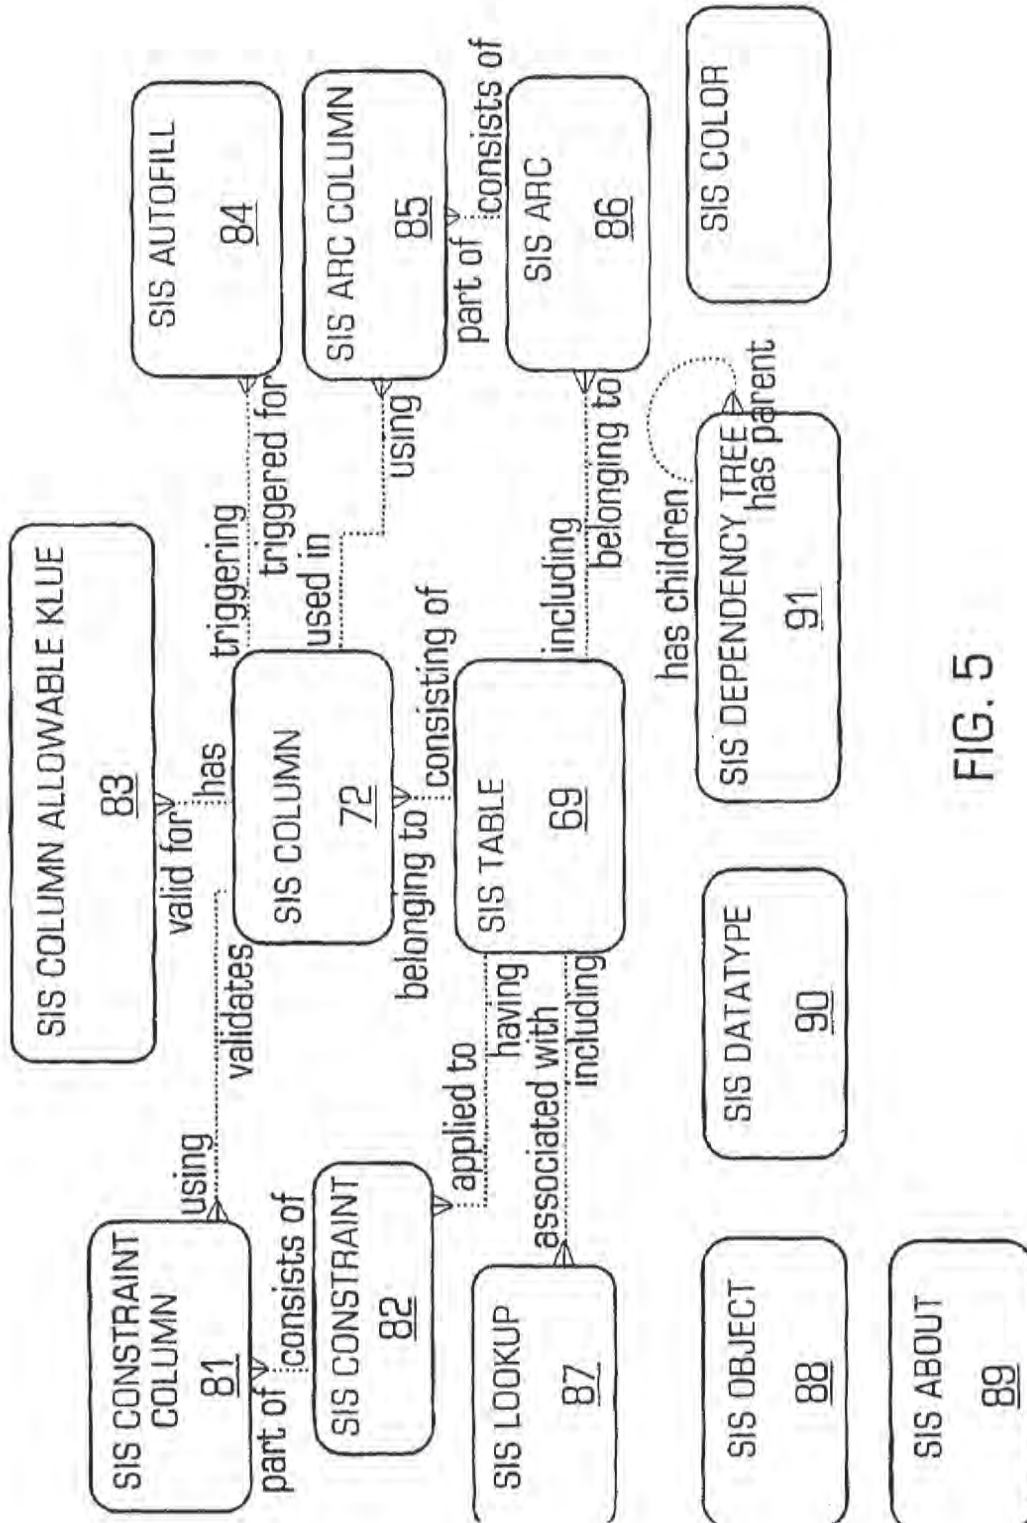 SIS COLUMN ALLOWABLE KLUE
83
SIS CONSTRAINT
COLUMN
81
using
validates
valid for
has
triggering
triggered for
SIS AUTOFILL
84
part of
consists of
SIS COLUMN
72
used in
using
SIS ARC COLUMN
85
SIS CONSTRAINT
82
applied to
having
belonging to
consisting of
part of
consists of
SIS LOOKUP
87
associated with
including
SIS TABLE
69
including
belonging to
SIS ARC
86
SIS OBJECT
88
SIS DATATYPE
90
has children
SIS DEPENDENCY TREE
91
has parent
SIS COLOR
SIS ABOUT
89
FIG. 5